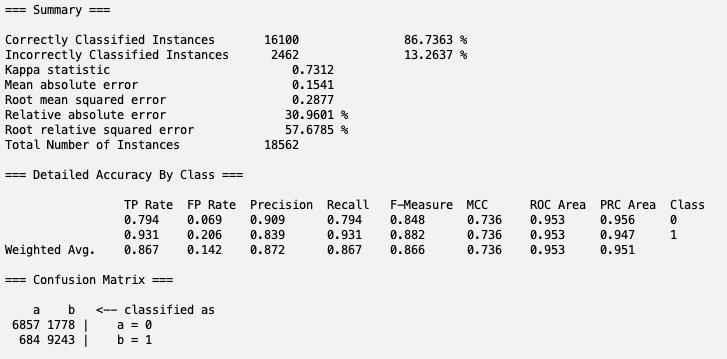 === Summary ===
Correctly Classified Instances 16100 86.7363 %
Incorrectly Classified Instances 2462 13.2637 %
Kappa statistic 0.7312
Mean absolute error 0.1541
Root mean squared error 0.2877
Relative absolute error 30.9601 %
Root relative squared error 57.6785 %
Total Number of Instances 18562
=== Detailed Accuracy By Class ===
TP Rate FP Rate Precision Recall F-Measure MCC ROC Area PRC Area Class
0.794 0.069 0.909 0.794 0.848 0.736 0.953 0.956 0
0.931 0.206 0.839 0.931 0.882 0.736 0.953 0.947 1
Weighted Avg. 0.867 0.142 0.872 0.867 0.866 0.736 0.953 0.951
=== Confusion Matrix ===
a b <-- classified as
6857 1778 | a = 0
684 9243 | b = 1